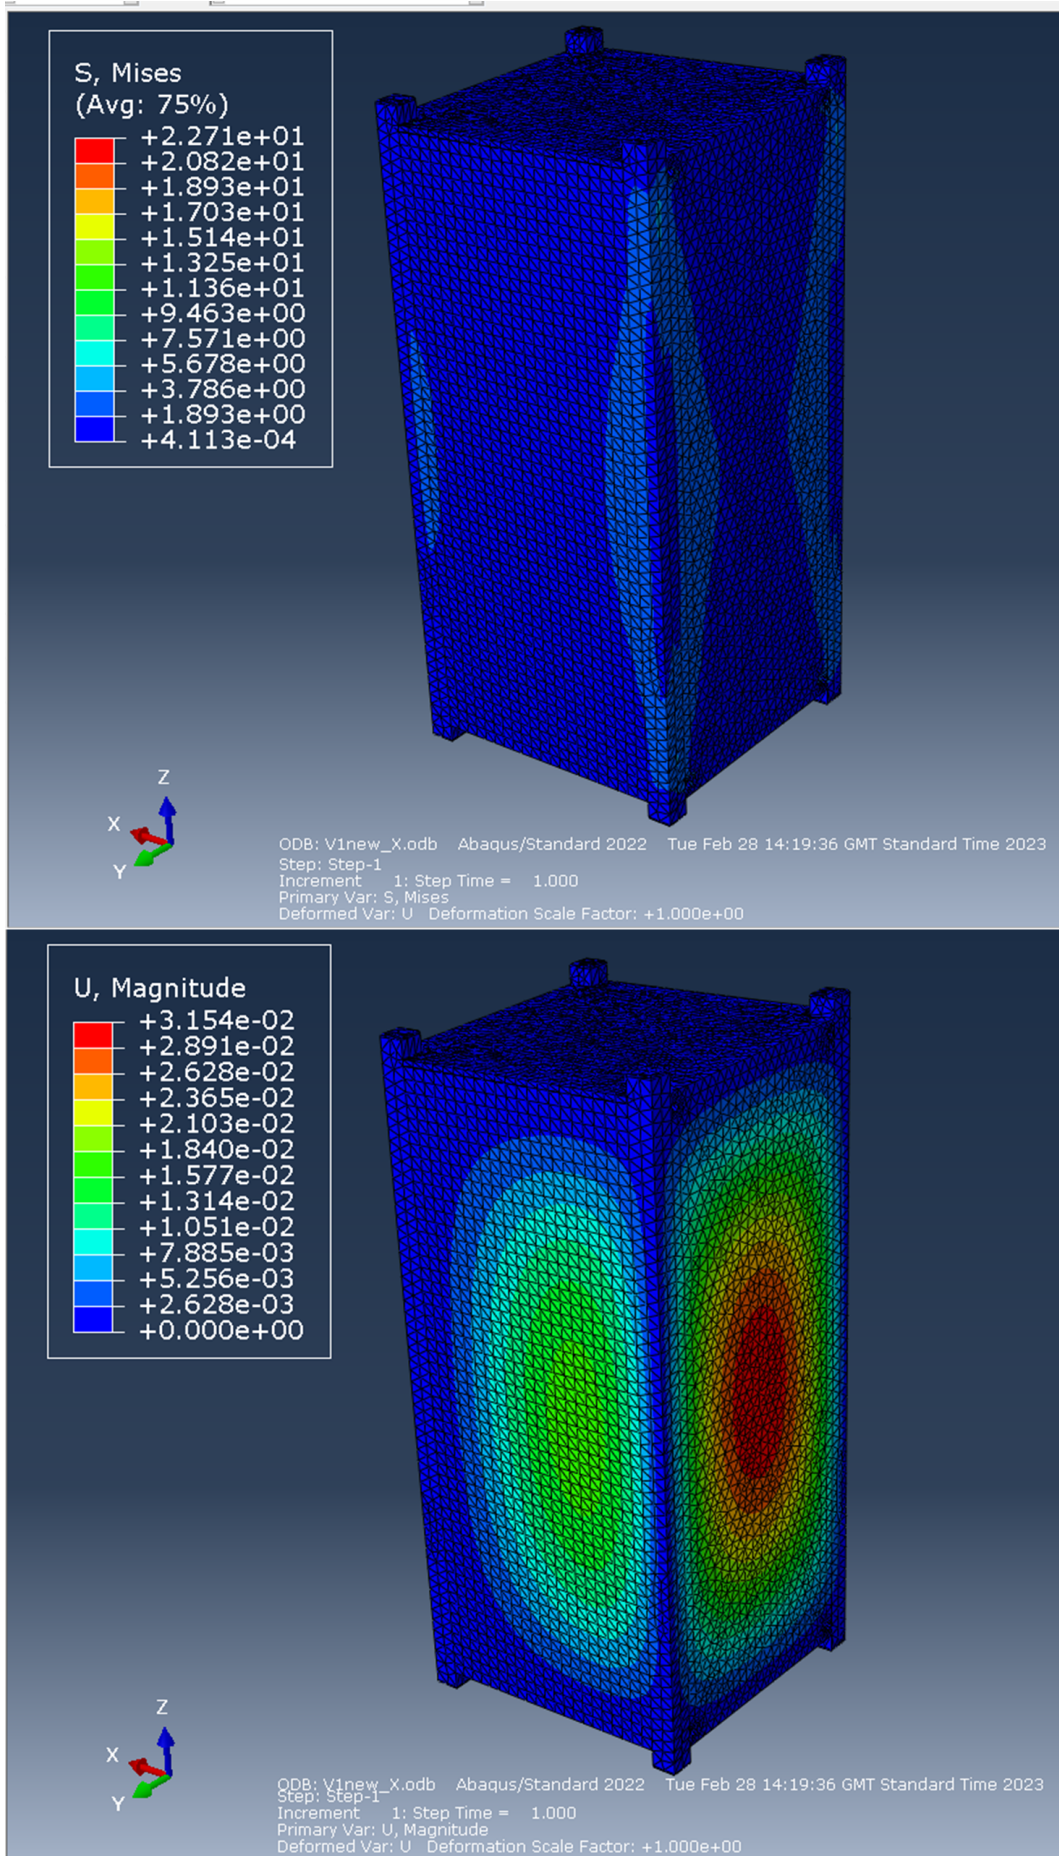 S, Mises
(Avg: 75%)
+2.271e+01
+2.082e+01
+1.893e+01
+1.703e+01
+1.514e+01
+1.325e+01
+1.136e+01
+9.463e+00
+7.571e+00
+5.678e+00
+3.786e+00
+1.893e+00
+4.113e-04
Z
X
Y
ODB: V1new_X.odb Abaqus/Standard 2022 Tue Feb 28 14:19:36 GMT Standard Time 2023
Step: Step-1
Increment 1: Step Time = 1.000
Primary Var: S, Mises
Deformed Var: U Deformation Scale Factor: +1.000e+00
U, Magnitude
+3.154e-02
+2.891e-02
+2.628e-02
+2.365e-02
+2.103e-02
+1.840e-02
+1.577e-02
+1.314e-02
+1.051e-02
+7.885e-03
+5.256e-03
+2.628e-03
+0.000e+00
Z
X
Y
ODB: V1new_X.odb Abaqus/Standard 2022 Tue Feb 28 14:19:36 GMT Standard Time 2023
Step: Step-1
Increment 1: Step Time = 1.000
Primary Var: U, Magnitude
Deformed Var: U Deformation Scale Factor: +1.000e+00